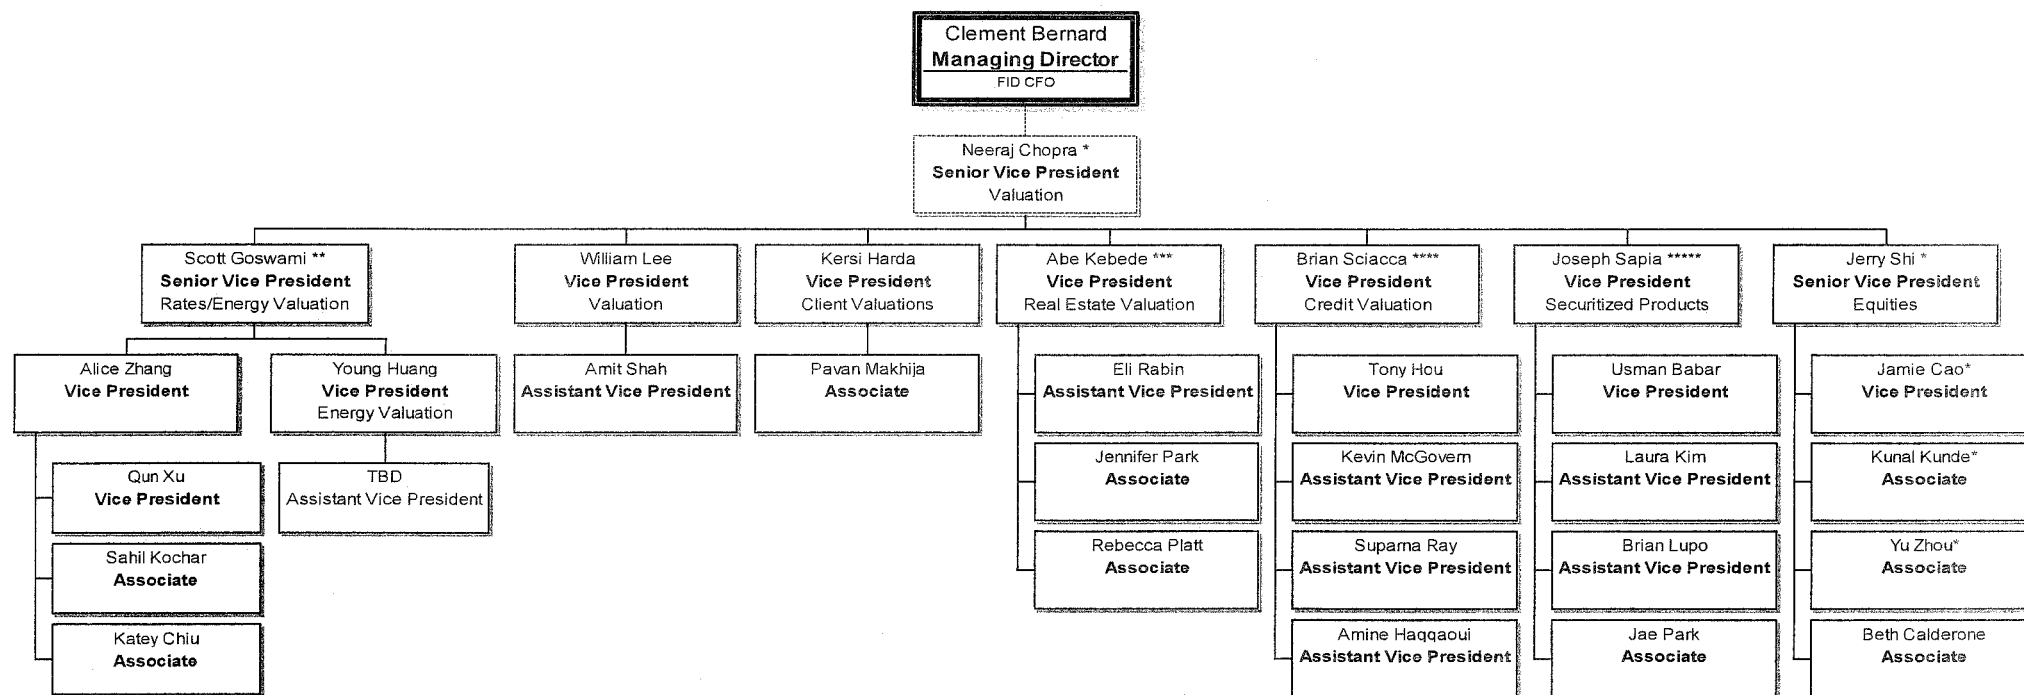 Clement Bernard
Managing Director
FID CFO
Neeraj Chopra *
Senior Vice President
Valuation
Scott Goswami **
Senior Vice President
Rates/Energy Valuation
William Lee
Vice President
Valuation
Kersi Harda
Vice President
Client Valuations
Abe Kebede ***
Vice President
Real Estate Valuation
Brian Sciacca ****
Vice President
Credit Valuation
Joseph Sapia *****
Vice President
Securitized Products
Jerry Shi *
Senior Vice President
Equities
Alice Zhang
Vice President
Young Huang
Vice President
Energy Valuation
Amit Shah
Assistant Vice President
Pavan Makhija
Associate
Eli Rabin
Assistant Vice President
Tony Hou
Vice President
Usman Babar
Vice President
Jamie Cao*
Vice President
Qun Xu
Vice President
TBD
Assistant Vice President
Jennifer Park
Associate
Kevin McGovern
Assistant Vice President
Laura Kim
Assistant Vice President
Kunal Kunde*
Associate
Sahil Kochar
Associate
Rebecca Platt
Associate
Suparna Ray
Assistant Vice President
Brian Lupo
Assistant Vice President
Yu Zhou*
Associate
Katey Chiu
Associate
Amine Haqqaoui
Assistant Vice President
Jae Park
Associate
Beth Calderone
Associate